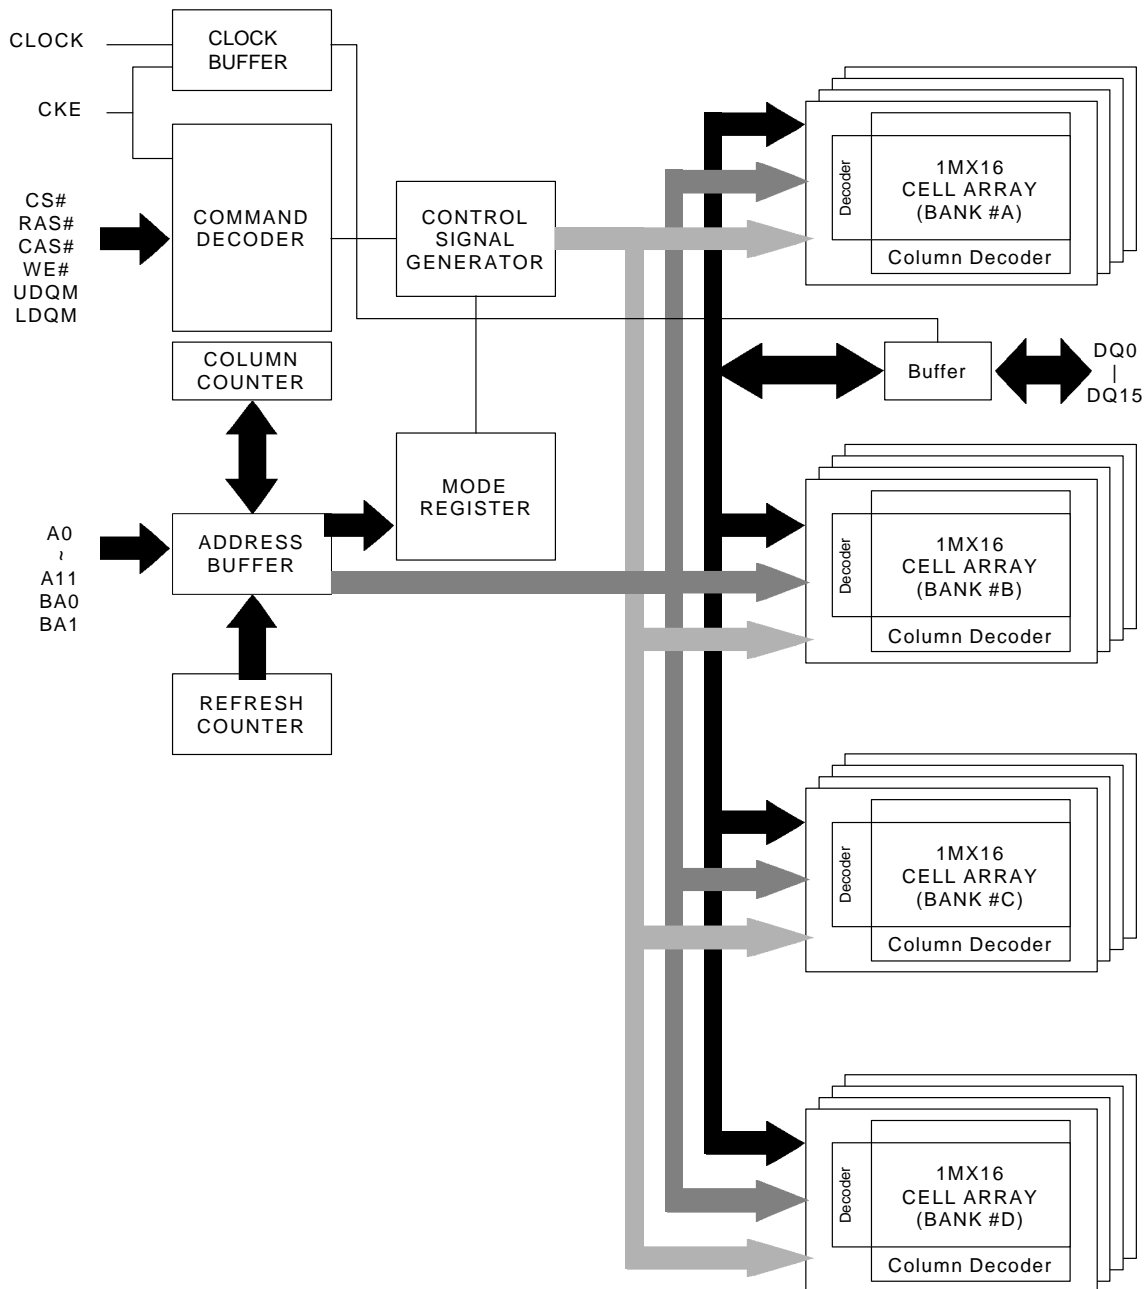 CLOCK
CLOCK
BUFFER
CKE
CS#
RAS#
CAS#
WE#
UDQM
LDQM
COMMAND
DECODER
CONTROL
SIGNAL
GENERATOR
COLUMN
COUNTER
MODE
REGISTER
A0
~
A11
BA0
BA1
ADDRESS
BUFFER
REFRESH
COUNTER
Decoder
1MX16
CELL ARRAY
(BANK #A)
Column Decoder
Buffer
DQ0
|
DQ15
Decoder
1MX16
CELL ARRAY
(BANK #B)
Column Decoder
Decoder
1MX16
CELL ARRAY
(BANK #C)
Column Decoder
Decoder
1MX16
CELL ARRAY
(BANK #D)
Column Decoder